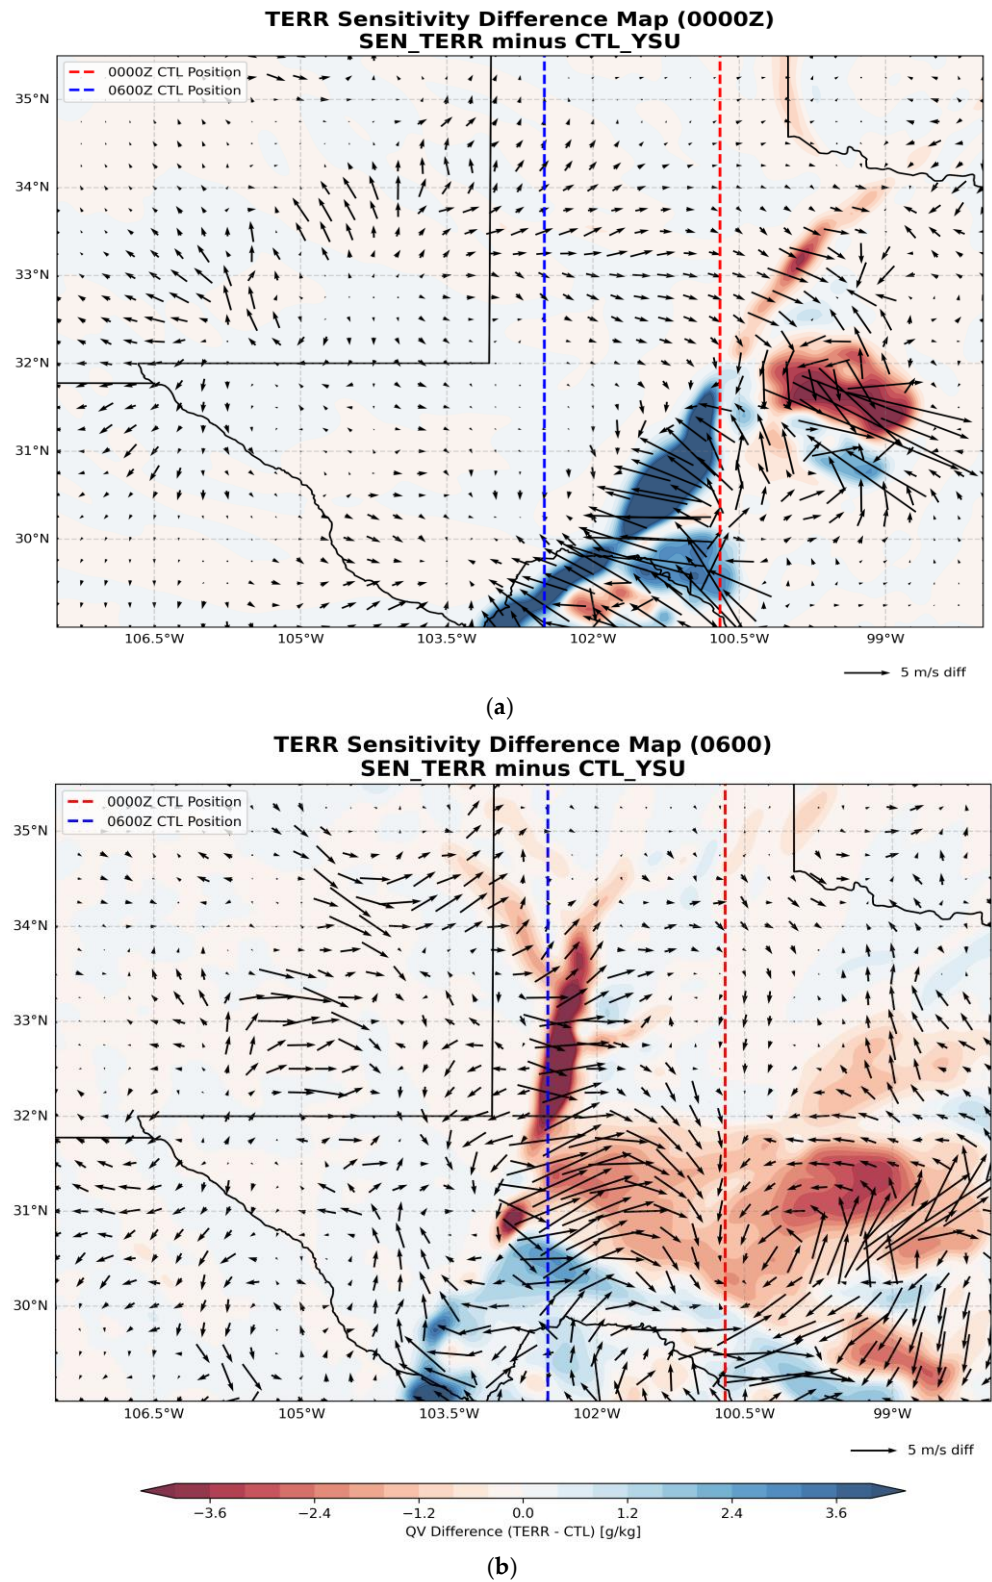 TERR Sensitivity Difference Map (0000Z)
SEN_TERR minus CTL_YSU
0000Z CTL Position
0600Z CTL Position
35°N
34°N
33°N
32°N
31°N
30°N
106.5°W 105°W 103.5°W 102°W 100.5°W 99°W
5 m/s diff
(a)
TERR Sensitivity Difference Map (0600)
SEN_TERR minus CTL_YSU
0000Z CTL Position
0600Z CTL Position
35°N
34°N
33°N
32°N
31°N
30°N
106.5°W 105°W 103.5°W 102°W 100.5°W 99°W
5 m/s diff
−3.6 −2.4 −1.2 0.0 1.2 2.4 3.6
QV Difference (TERR - CTL) [g/kg]
(b)